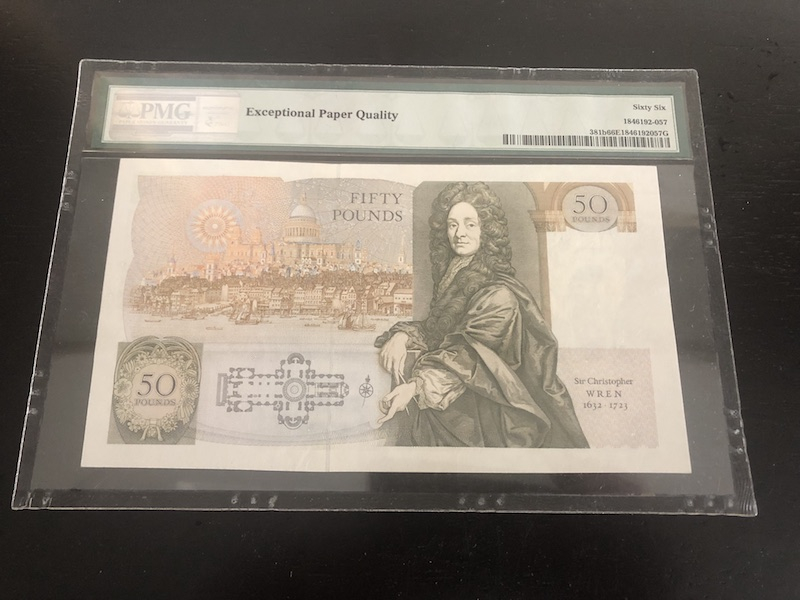 PMG
Exceptional Paper Quality
Sixty Six
1846192-057
381b66E1846192057G
FIFTY
POUNDS
50
POUNDS
50
POUNDS
Sir Christopher
WREN
1632 · 1723